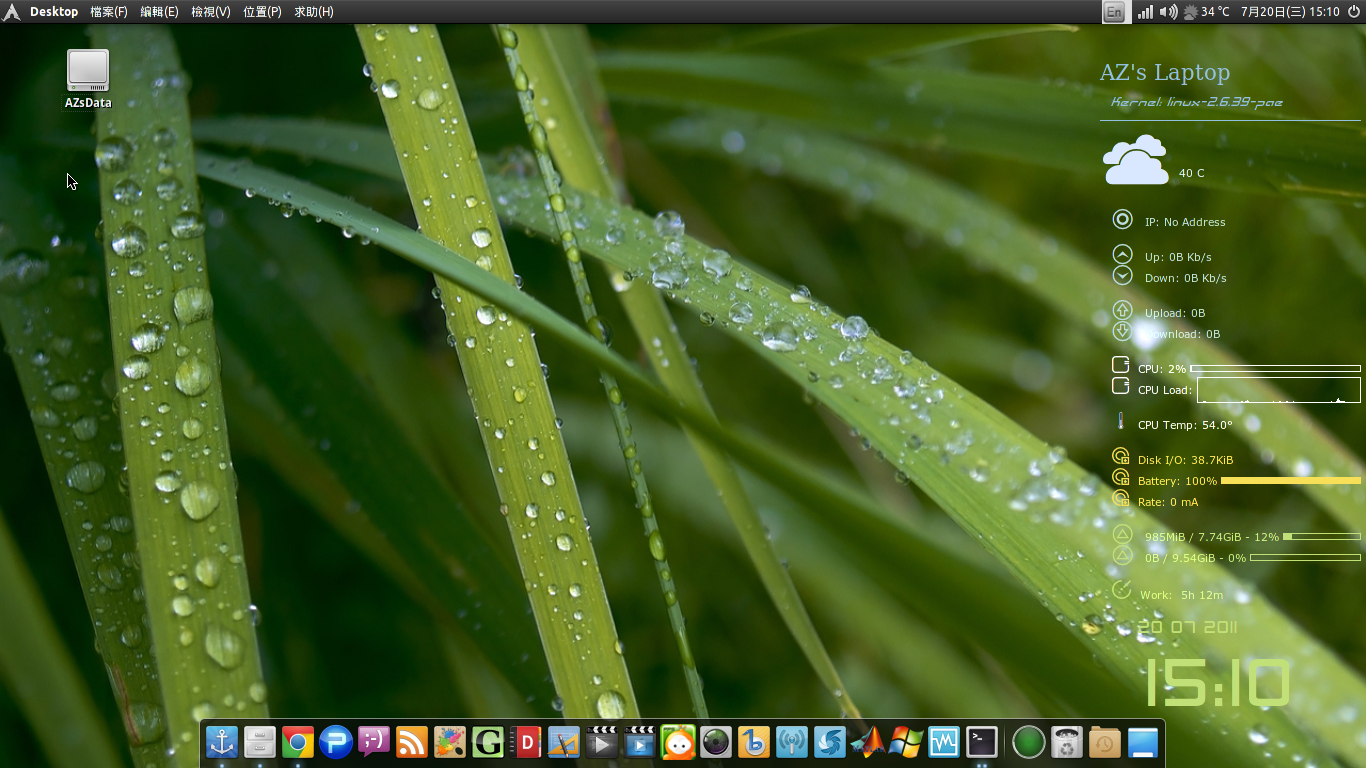 Desktop 檔案(F) 編輯(E) 檢視(V) 位置(P) 求助(H)
En 34 °C 7月20日(三) 15:10
AZsData
AZ's Laptop
Kernel: linux-2.6.39-pae
40 C
IP: No Address
Up: 0B Kb/s
Down: 0B Kb/s
Upload: 0B
Download: 0B
CPU: 2%
CPU Load:
CPU Temp: 54.0°
Disk I/O: 38.7KiB
Battery: 100%
Rate: 0 mA
985MiB / 7.74GiB - 12%
0B / 9.54GiB - 0%
Work: 5h 12m
20 07 2011
15:10
P ;-) G D b >_